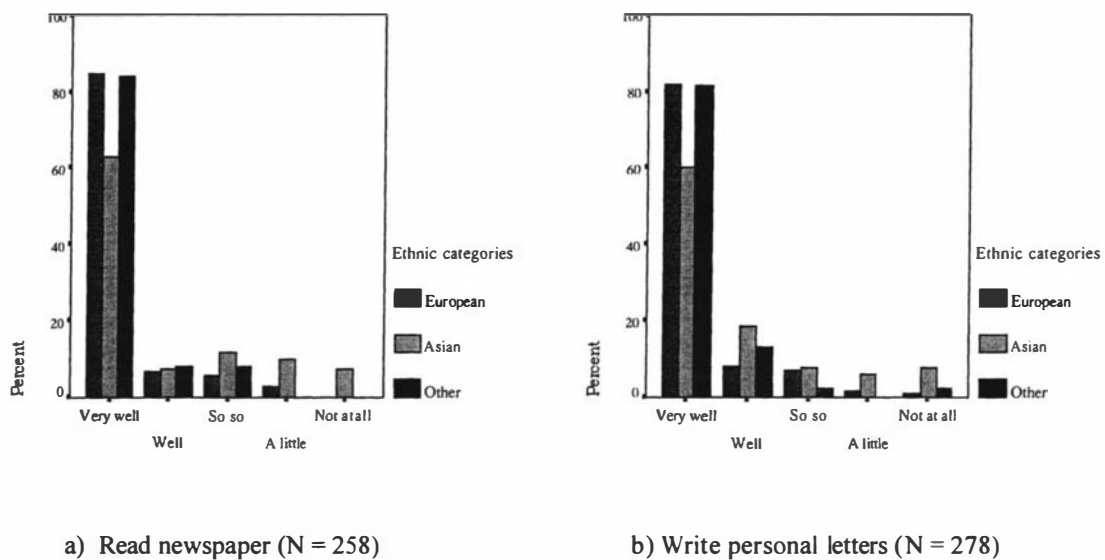 100
80
60
40
20
0
Percent
Very well
Well
So so
A little
Not at all
Ethnic categories
European
Asian
Other
a) Read newspaper (N = 258)
100
80
60
40
20
0
Percent
Very well
Well
So so
A little
Not at all
Ethnic categories
European
Asian
Other
b) Write personal letters (N = 278)